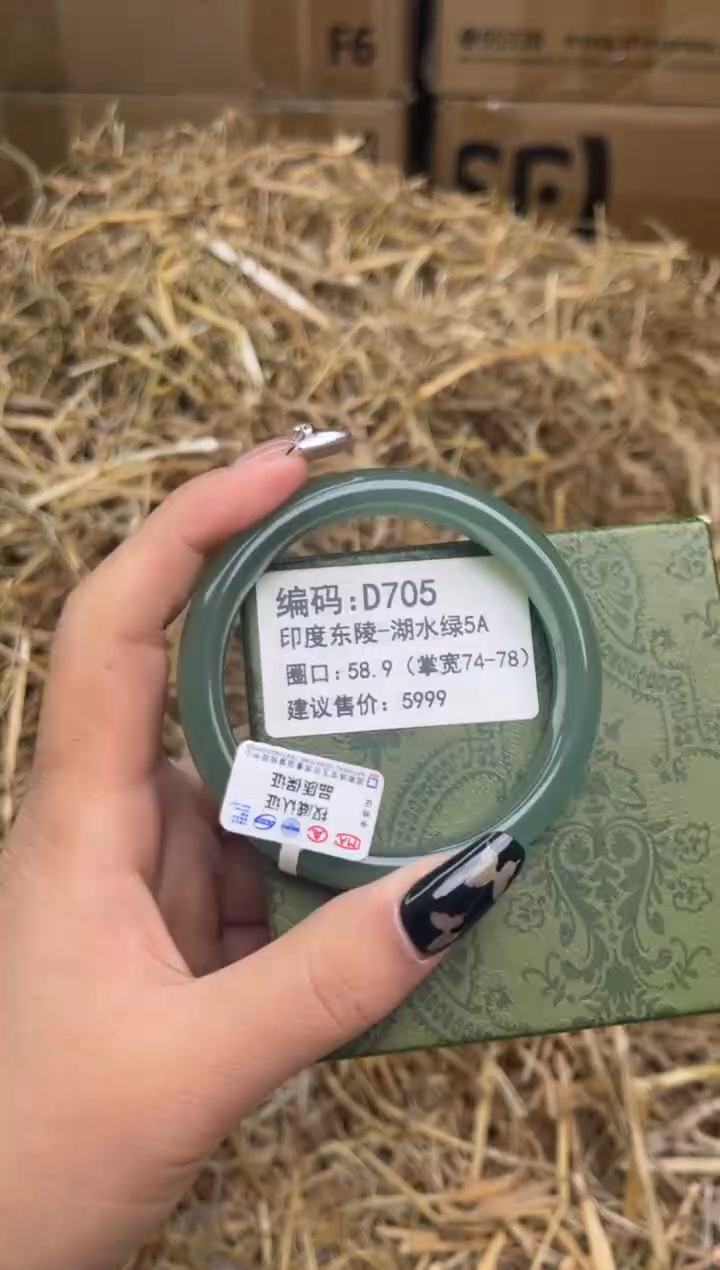 F6
编码:D705
印度东陵-湖水绿5A
圈口: 58.9 (掌宽74-78)
建议售价: 5999
品质保证
权威认证